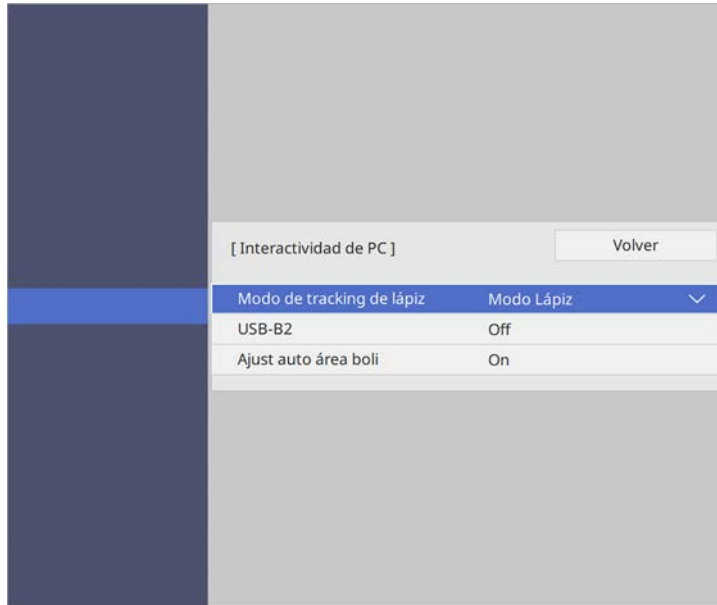 [ Interactividad de PC ] Volver
Modo de tracking de lápiz Modo Lápiz
USB-B2 Off
Ajust auto área boli On